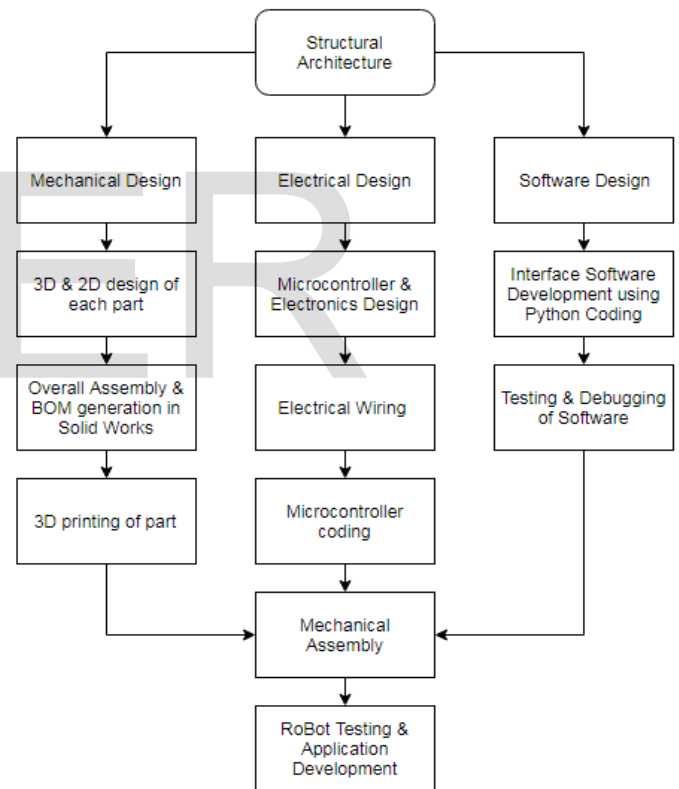 Structural
Architecture
Mechanical Design
Electrical Design
Software Design
3D & 2D design of
each part
Microcontroller &
Electronics Design
Interface Software
Development using
Python Coding
Overall Assembly &
BOM generation in
Solid Works
Electrical Wiring
Testing & Debugging
of Software
3D printing of part
Microcontroller
coding
Mechanical
Assembly
RoBot Testing &
Application
Development
ER